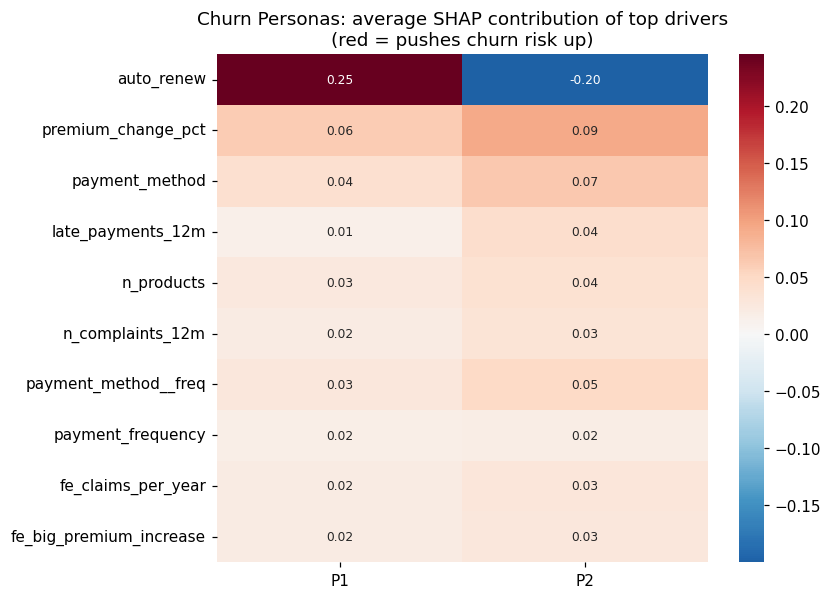 Churn Personas: average SHAP contribution of top drivers
(red = pushes churn risk up)
auto_renew 0.25 -0.20
premium_change_pct 0.06 0.09
payment_method 0.04 0.07
late_payments_12m 0.01 0.04
n_products 0.03 0.04
n_complaints_12m 0.02 0.03
payment_method__freq 0.03 0.05
payment_frequency 0.02 0.02
fe_claims_per_year 0.02 0.03
fe_big_premium_increase 0.02 0.03
P1 P2
0.20
0.15
0.10
0.05
0.00
−0.05
−0.10
−0.15